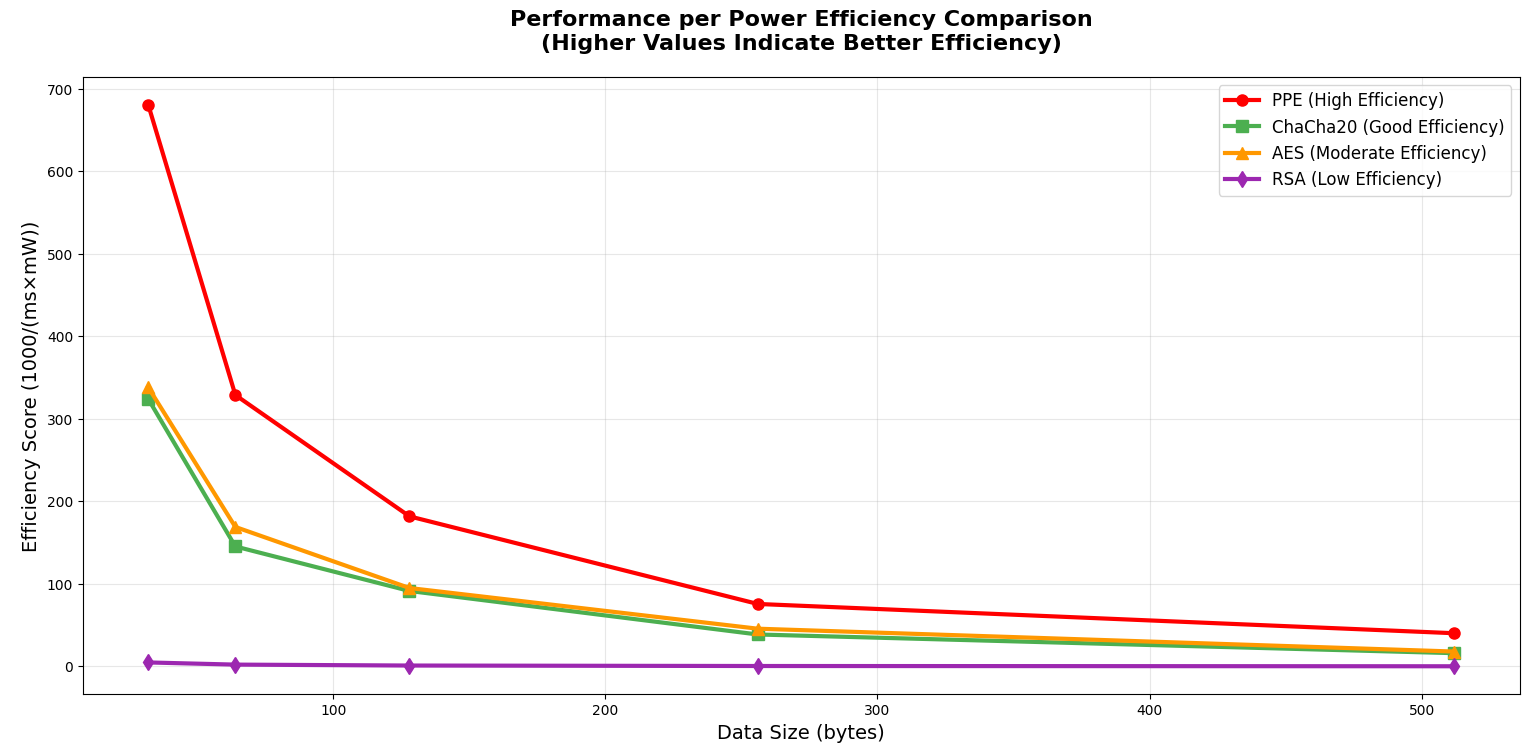 Performance per Power Efficiency Comparison
(Higher Values Indicate Better Efficiency)
PPE (High Efficiency)
ChaCha20 (Good Efficiency)
AES (Moderate Efficiency)
RSA (Low Efficiency)
Efficiency Score (1000/(ms×mW))
700
600
500
400
300
200
100
0
100 200 300 400 500
Data Size (bytes)